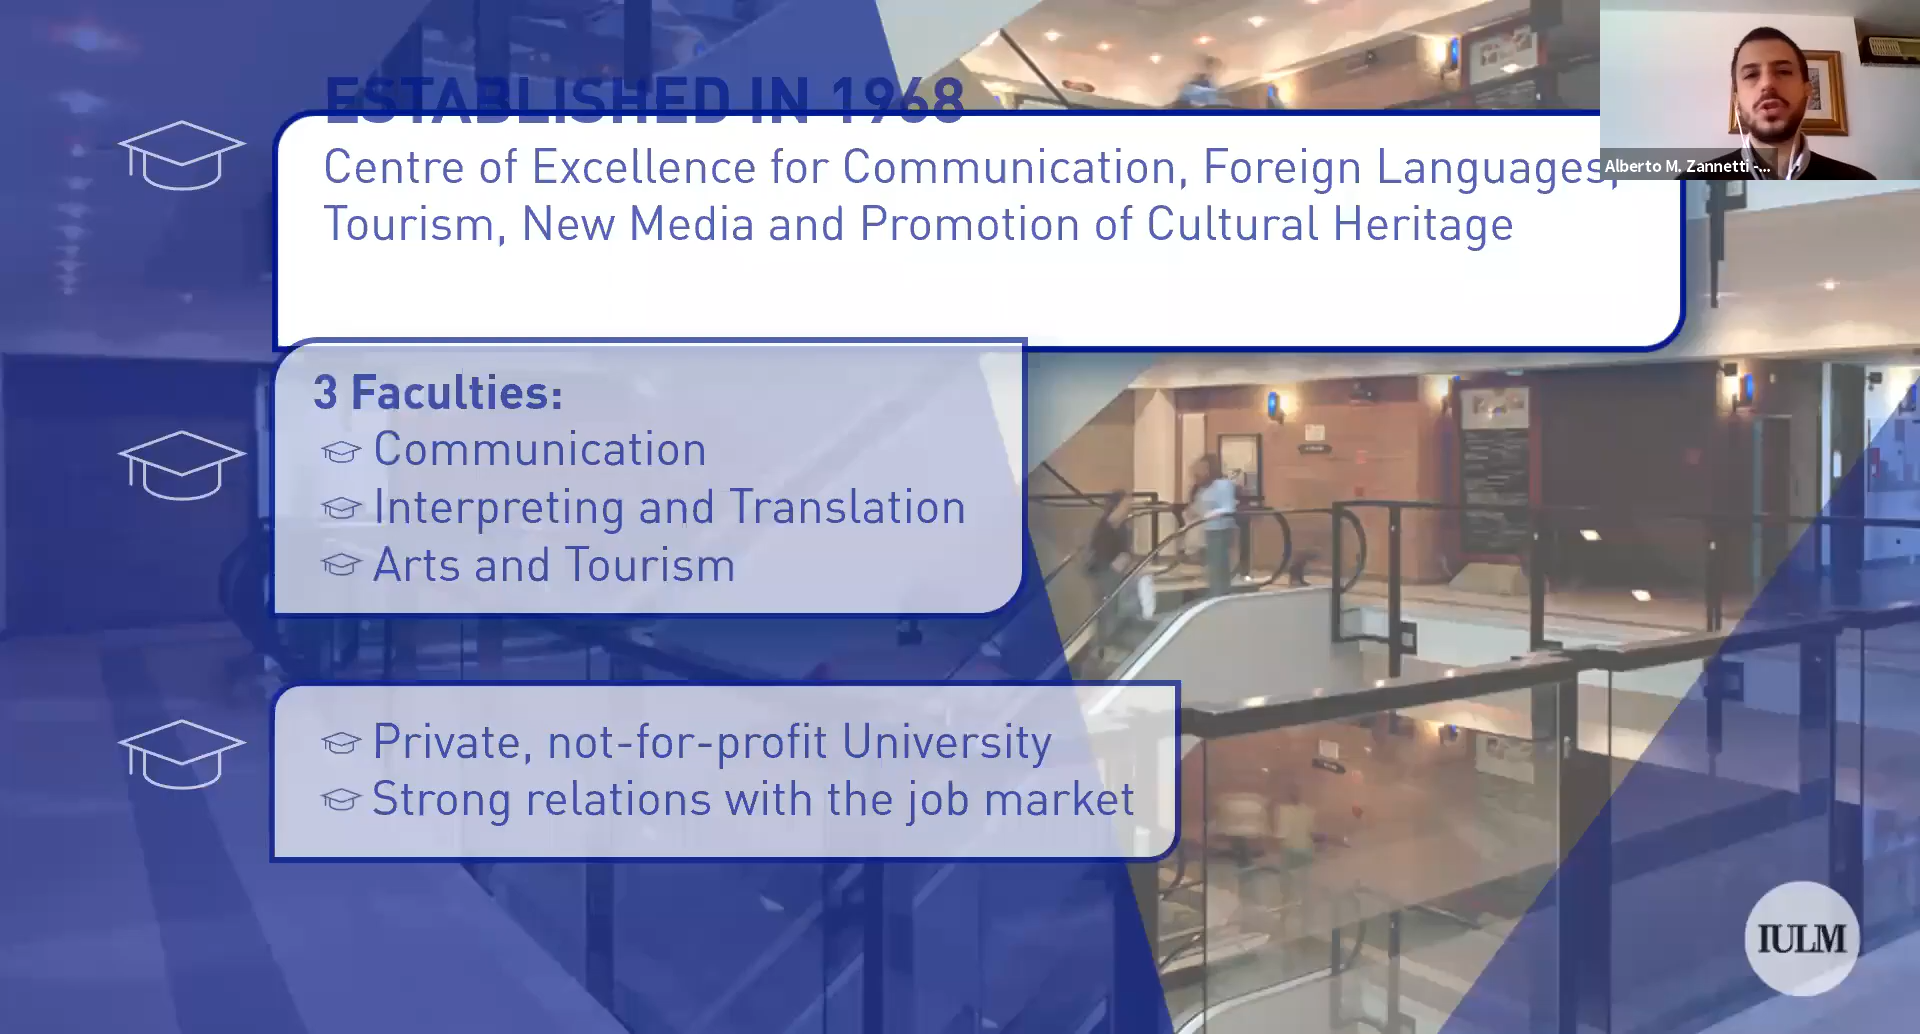 ESTABLISHED IN 1968
Centre of Excellence for Communication, Foreign Languages,
Tourism, New Media and Promotion of Cultural Heritage
Alberto M. Zannetti -...
3 Faculties:
Communication
Interpreting and Translation
Arts and Tourism
Private, not-for-profit University
Strong relations with the job market
IULM